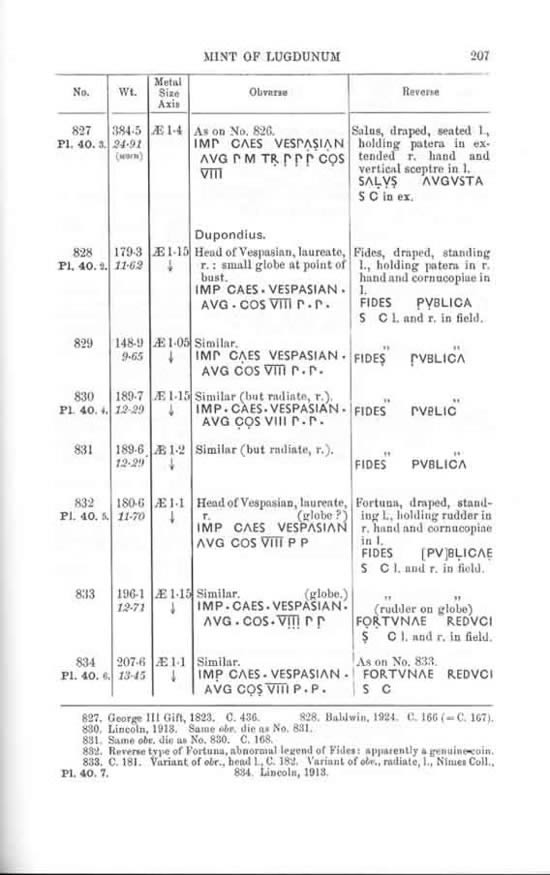 MINT OF LUGDUNUM 207
No. Wt. Metal Size Axis Obverse Reverse
827 384·5 Æ 1·4 As on No. 826. Salus, draped, seated l.,
Pl. 40. 3. 24·91 IMP CAES VESPASIAN holding patera in ex-
(worn) AVG P M TR P P P COS tended r. hand and
VIII vertical sceptre in l.
SALVS AVGVSTA
S C in ex.
Dupondius.
828 179·3 Æ 1·15 Head of Vespasian, laureate, Fides, draped, standing
Pl. 40. 2. 11·62 ↓ r.: small globe at point of l., holding patera in r.
bust. hand and cornucopiae in
IMP CAES · VESPASIAN · l.
AVG · COS VIII P · P · FIDES PVBLICA
S C l. and r. in field.
829 148·9 Æ 1·05 Similar. ,, ,,
9·65 ↓ IMP CAES VESPASIAN · FIDES PVBLICA
AVG COS VIII P · P ·
830 189·7 Æ 1·15 Similar (but radiate, r.). ,, ,,
Pl. 40. 4. 12·29 ↓ IMP · CAES · VESPASIAN · FIDES PVBLIC
AVG COS VIII P · P ·
831 189·6 Æ 1·2 Similar (but radiate, r.). ,, ,,
12·29 ↓ FIDES PVBLICA
832 180·6 Æ 1·1 Head of Vespasian, laureate, Fortuna, draped, stand-
Pl. 40. 5. 11·70 ↓ r. (globe ?) ing l., holding rudder in
IMP CAES VESPASIAN r. hand and cornucopiae
AVG COS VIII P P in l.
FIDES [PV]BLICAE
S C l. and r. in field.
833 196·1 Æ 1·15 Similar. (globe.) ,, ,,
12·71 ↓ IMP · CAES · VESPASIAN · (rudder on globe)
AVG · COS · VIII P P FORTVNAE REDVCI
S C l. and r. in field.
834 207·6 Æ 1·1 Similar. As on No. 833.
Pl. 40. 6. 13·45 ↓ IMP CAES · VESPASIAN · FORTVNAE REDVCI
AVG COS VIII P · P · S C
827. George III Gift, 1823. C. 436. 828. Baldwin, 1924. C. 166 (= C. 167).
830. Lincoln, 1913. Same obv. die as No. 831.
831. Same obv. die as No. 830. C. 168.
832. Reverse type of Fortuna, abnormal legend of Fides: apparently a genuine coin.
833. C. 181. Variant of obv., head l., C. 182. Variant of obv., radiate, l., Nîmes Coll.,
Pl. 40. 7. 834. Lincoln, 1913.